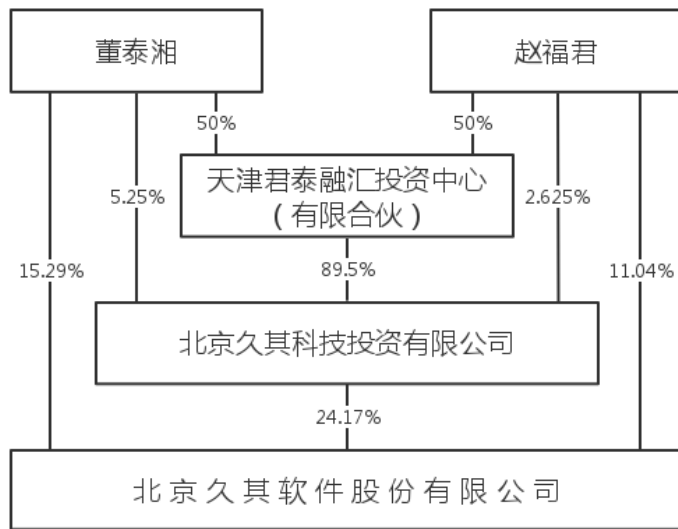 董泰湘
赵福君
50%
50%
天津君泰融汇投资中心
（有限合伙）
5.25%
2.625%
15.29%
89.5%
11.04%
北京久其科技投资有限公司
24.17%
北京久其软件股份有限公司